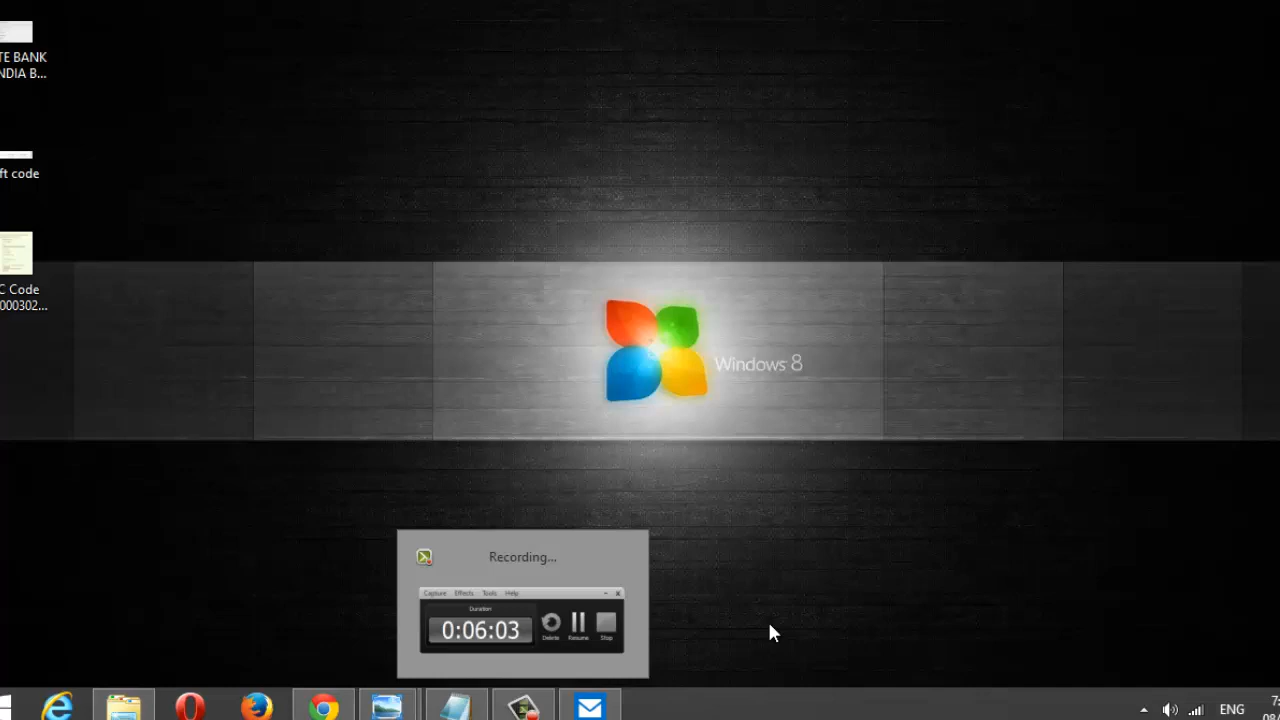 TE BANK
NDIA B...
ft code
C Code
000302...
Windows 8
Recording...
Capture Effects Tools Help
Duration
0:06:03
Delete Resume Stop
ENG